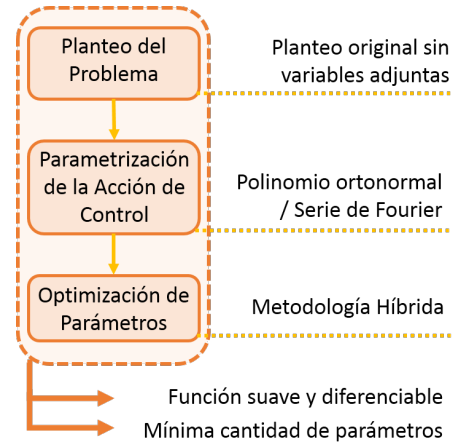 Planteo del
Problema
Planteo original sin
variables adjuntas
Parametrización
de la Acción de
Control
Polinomio ortonormal
/ Serie de Fourier
Optimización de
Parámetros
Metodología Híbrida
Función suave y diferenciable
Mínima cantidad de parámetros